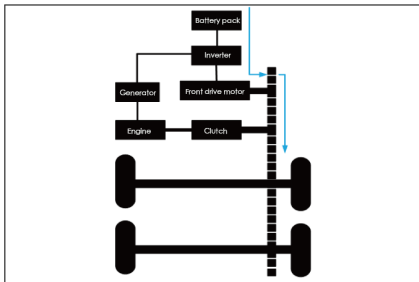 Battery pack
Inverter
Generator
Front drive motor
Engine
Clutch